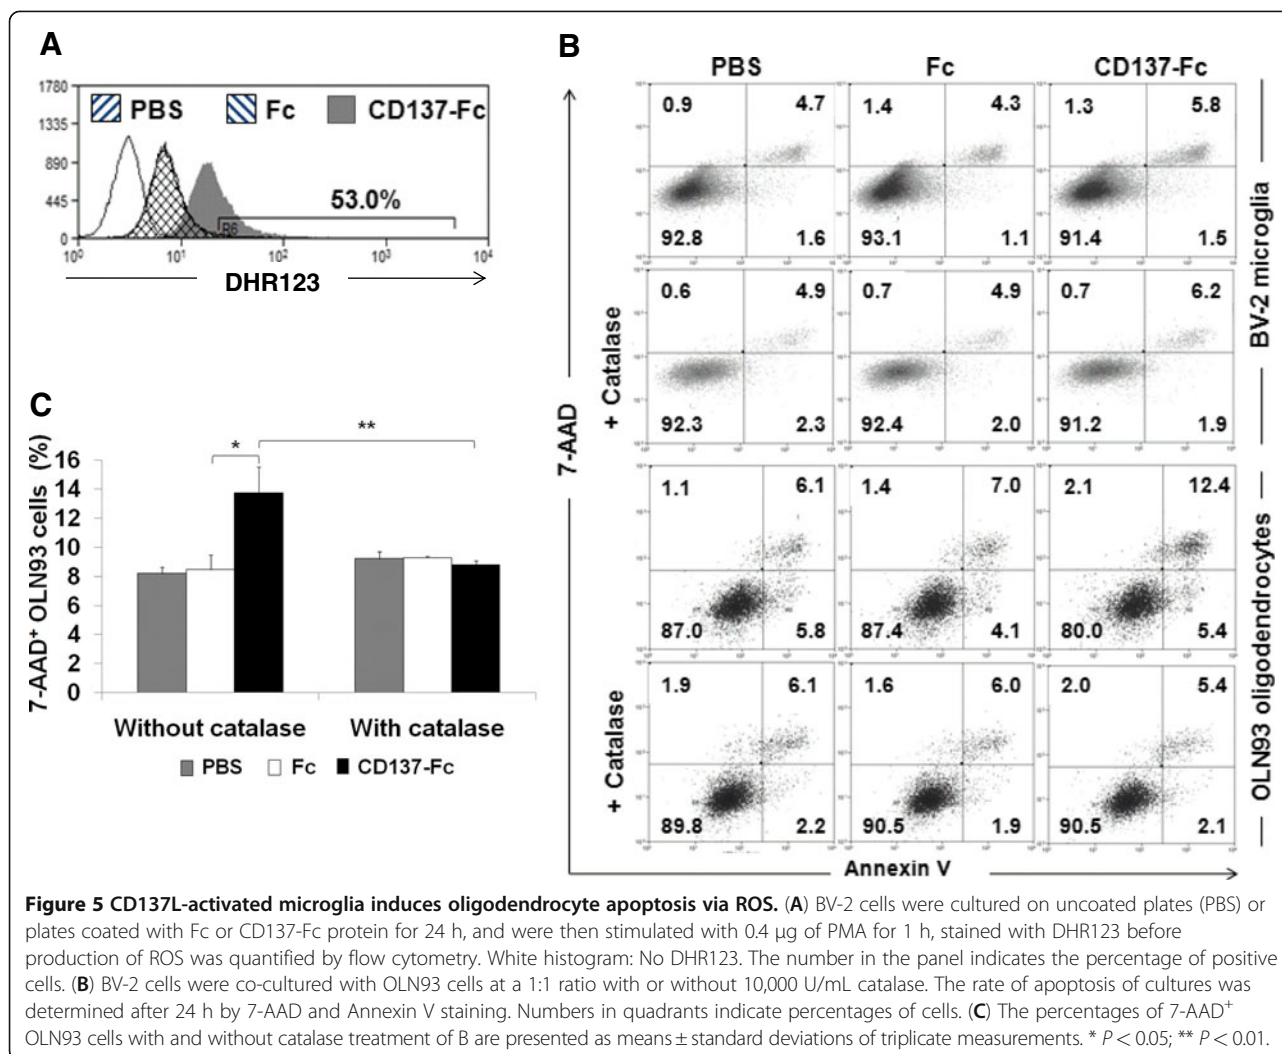 A
1780
1335
890
445
0
PBS Fc CD137-Fc
53.0%
R6
10⁰ 10¹ 10² 10³ 10⁴
DHR123
B
PBS Fc CD137-Fc
0.9 4.7 1.4 4.3 1.3 5.8
92.8 1.6 93.1 1.1 91.4 1.5
BV-2 microglia
+ Catalase
0.6 4.9 0.7 4.9 0.7 6.2
92.3 2.3 92.4 2.0 91.2 1.9
7-AAD
1.1 6.1 1.4 7.0 2.1 12.4
87.0 5.8 87.4 4.1 80.0 5.4
OLN93 oligodendrocytes
+ Catalase
1.9 6.1 1.6 6.0 2.0 5.4
89.8 2.2 90.5 1.9 90.5 2.1
Annexin V
C
7-AAD⁺ OLN93 cells (%)
16
14
12
10
8
6
4
2
0
* **
Without catalase With catalase
PBS Fc CD137-Fc
Figure 5 CD137L-activated microglia induces oligodendrocyte apoptosis via ROS. (A) BV-2 cells were cultured on uncoated plates (PBS) or
plates coated with Fc or CD137-Fc protein for 24 h, and were then stimulated with 0.4 μg of PMA for 1 h, stained with DHR123 before
production of ROS was quantified by flow cytometry. White histogram: No DHR123. The number in the panel indicates the percentage of positive
cells. (B) BV-2 cells were co-cultured with OLN93 cells at a 1:1 ratio with or without 10,000 U/mL catalase. The rate of apoptosis of cultures was
determined after 24 h by 7-AAD and Annexin V staining. Numbers in quadrants indicate percentages of cells. (C) The percentages of 7-AAD⁺
OLN93 cells with and without catalase treatment of B are presented as means ± standard deviations of triplicate measurements. * P < 0.05; ** P < 0.01.